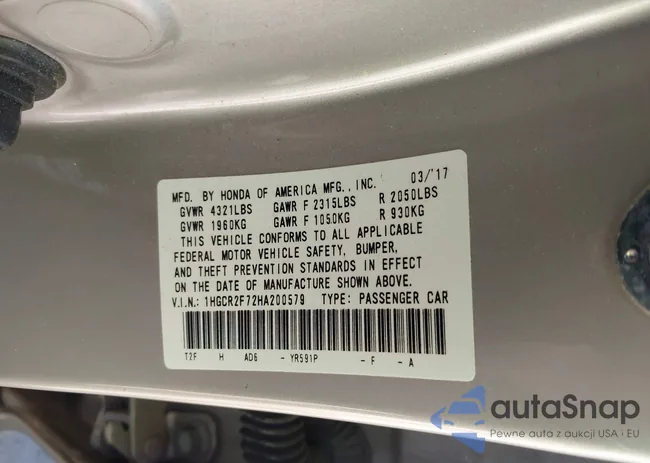 MFD. BY HONDA OF AMERICA MFG., INC. 03/'17
GVWR 4321LBS GAWR F 2315LBS R 2050LBS
GVWR 1960KG GAWR F 1050KG R 930KG
THIS VEHICLE CONFORMS TO ALL APPLICABLE
FEDERAL MOTOR VEHICLE SAFETY, BUMPER,
AND THEFT PREVENTION STANDARDS IN EFFECT
ON THE DATE OF MANUFACTURE SHOWN ABOVE.
V.I.N.: 1HGCR2F72HA200579 TYPE: PASSENGER CAR
T2F H AD6 - YR591P - F - A
autaSnap
Pewne auta z aukcji USA i EU